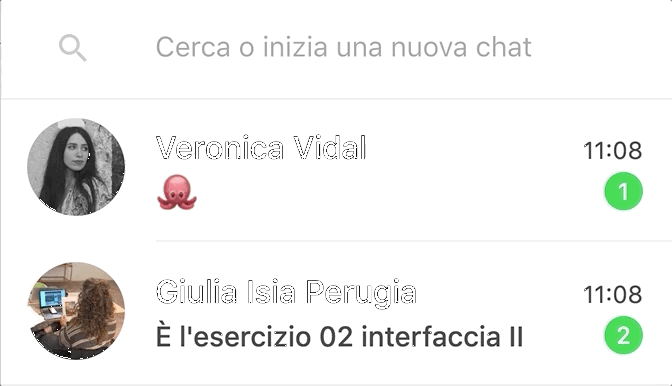 Cerca o inizia una nuova chat
Veronica Vidal 11:08
🐙 1
Giulia Isia Perugia 11:08
È l'esercizio 02 interfaccia II 2